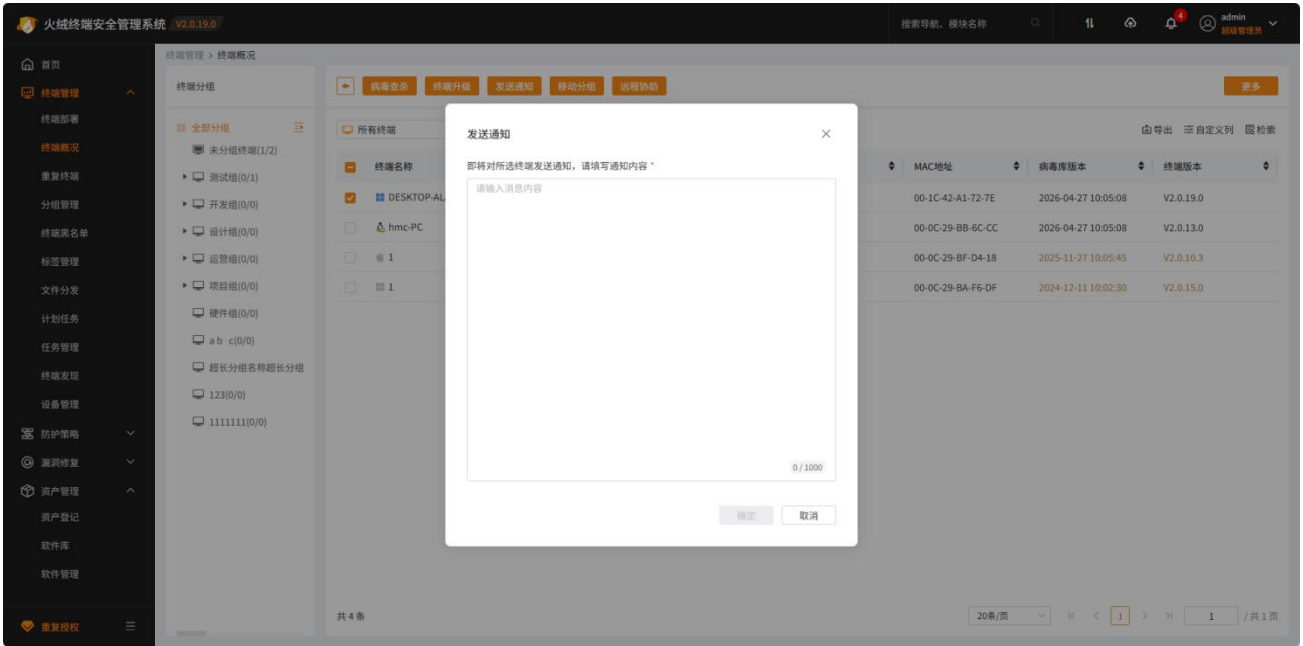 火绒终端安全管理系统 V2.0.19.0
搜索导航、模块名称
4
admin
超级管理员
首页
终端管理
终端部署
终端概况
重复终端
分组管理
终端黑名单
标签管理
文件分发
计划任务
任务管理
终端发现
设备管理
防护策略
漏洞修复
资产管理
资产登记
软件库
软件管理
重复授权
终端管理 > 终端概况
终端分组
全部分组
未分组终端(1/2)
测试组(0/1)
开发组(0/0)
设计组(0/0)
运营组(0/0)
项目组(0/0)
硬件组(0/0)
a b c(0/0)
超长分组名称超长分组
123(0/0)
1111111(0/0)
病毒查杀 终端升级 发送通知 移动分组 远程协助 更多
所有终端 导出 自定义列 检索
终端名称 MAC地址 病毒库版本 终端版本
DESKTOP-AL 00-1C-42-A1-72-7E 2026-04-27 10:05:08 V2.0.19.0
hmc-PC 00-0C-29-BB-6C-CC 2026-04-27 10:05:08 V2.0.13.0
1 00-0C-29-BF-D4-18 2025-11-27 10:05:45 V2.0.10.3
1 00-0C-29-BA-F6-DF 2024-12-11 10:02:30 V2.0.15.0
发送通知
即将对所选终端发送通知，请填写通知内容 *
请输入消息内容
0 / 1000
确定 取消
共 4 条 20条/页 1 1 / 共 1 页